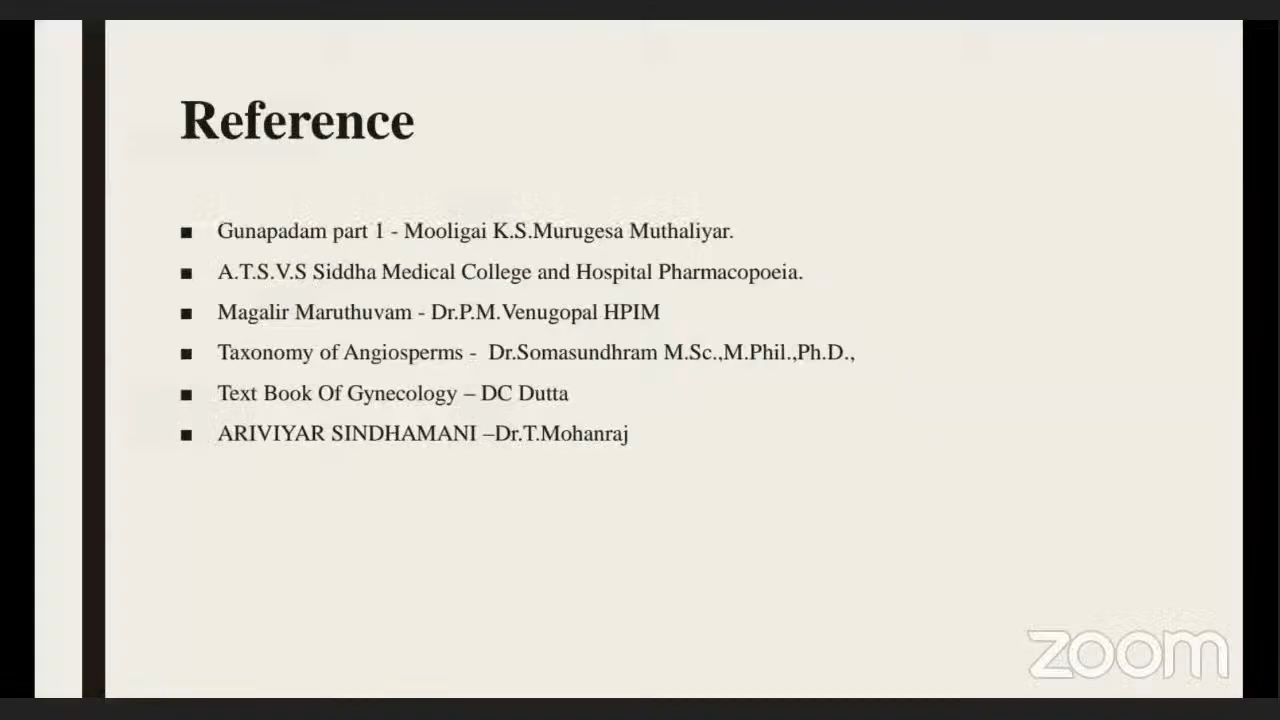 Reference
■ Gunapadam part 1 - Mooligai K.S.Murugesa Muthaliyar.
■ A.T.S.V.S Siddha Medical College and Hospital Pharmacopoeia.
■ Magalir Maruthuvam - Dr.P.M.Venugopal HPIM
■ Taxonomy of Angiosperms - Dr.Somasundhram M.Sc.,M.Phil.,Ph.D.,
■ Text Book Of Gynecology – DC Dutta
■ ARIVIYAR SINDHAMANI –Dr.T.Mohanraj
zoom